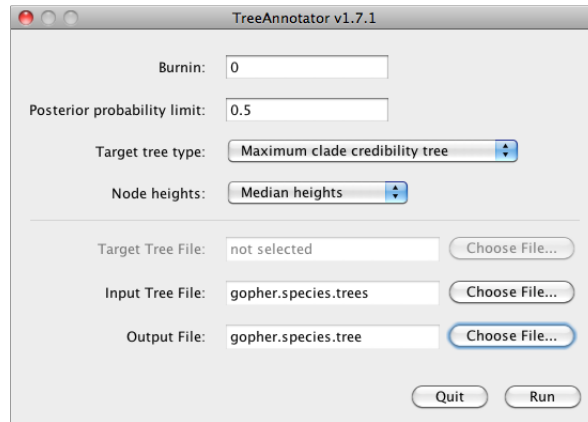 TreeAnnotator v1.7.1
Burnin: 0
Posterior probability limit: 0.5
Target tree type: Maximum clade credibility tree
Node heights: Median heights
Target Tree File: not selected Choose File...
Input Tree File: gopher.species.trees Choose File...
Output File: gopher.species.tree Choose File...
Quit Run